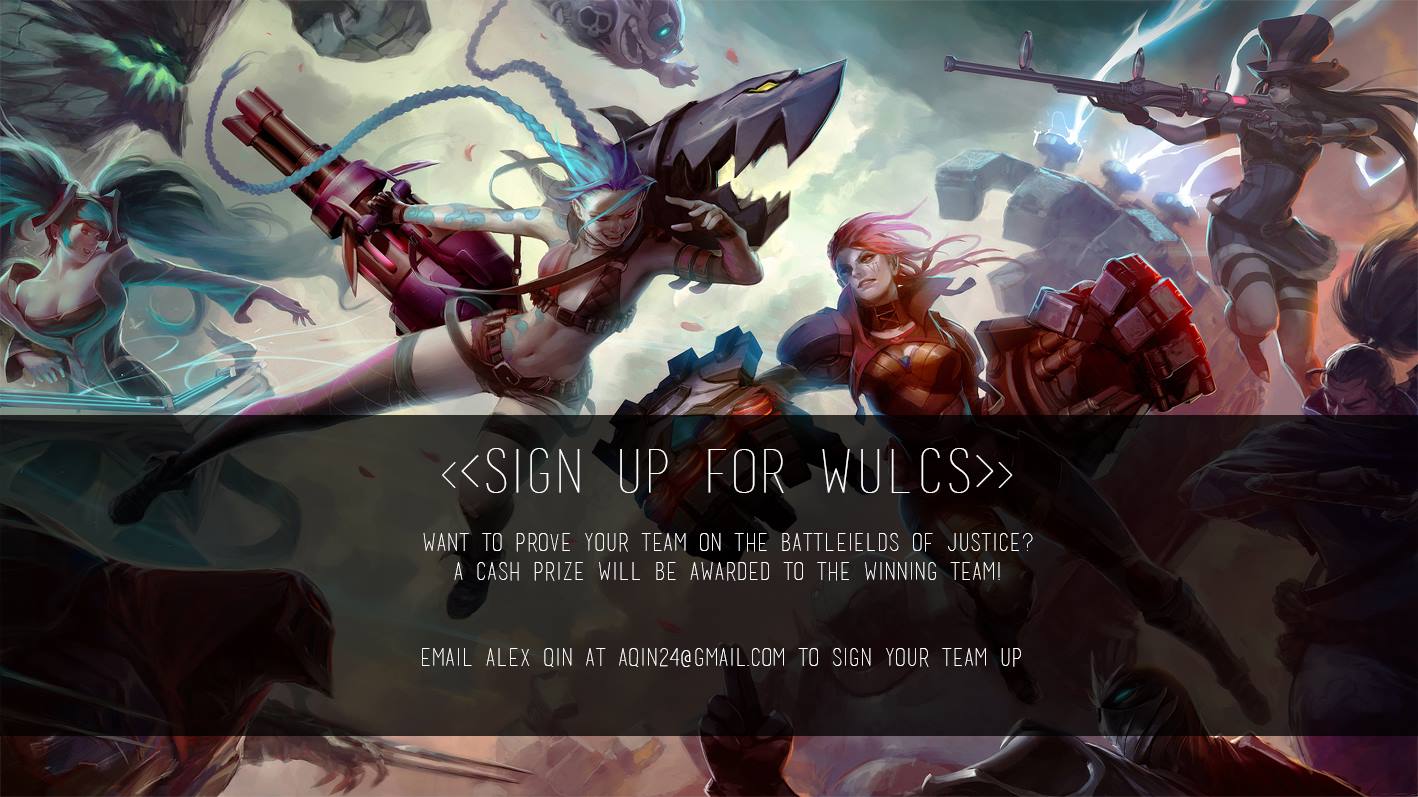 <<SIGN UP FOR WULCS>>
WANT TO PROVE YOUR TEAM ON THE BATTLEIELDS OF JUSTICE?
A CASH PRIZE WILL BE AWARDED TO THE WINNING TEAM!
EMAIL ALEX QIN AT AQIN24@GMAIL.COM TO SIGN YOUR TEAM UP